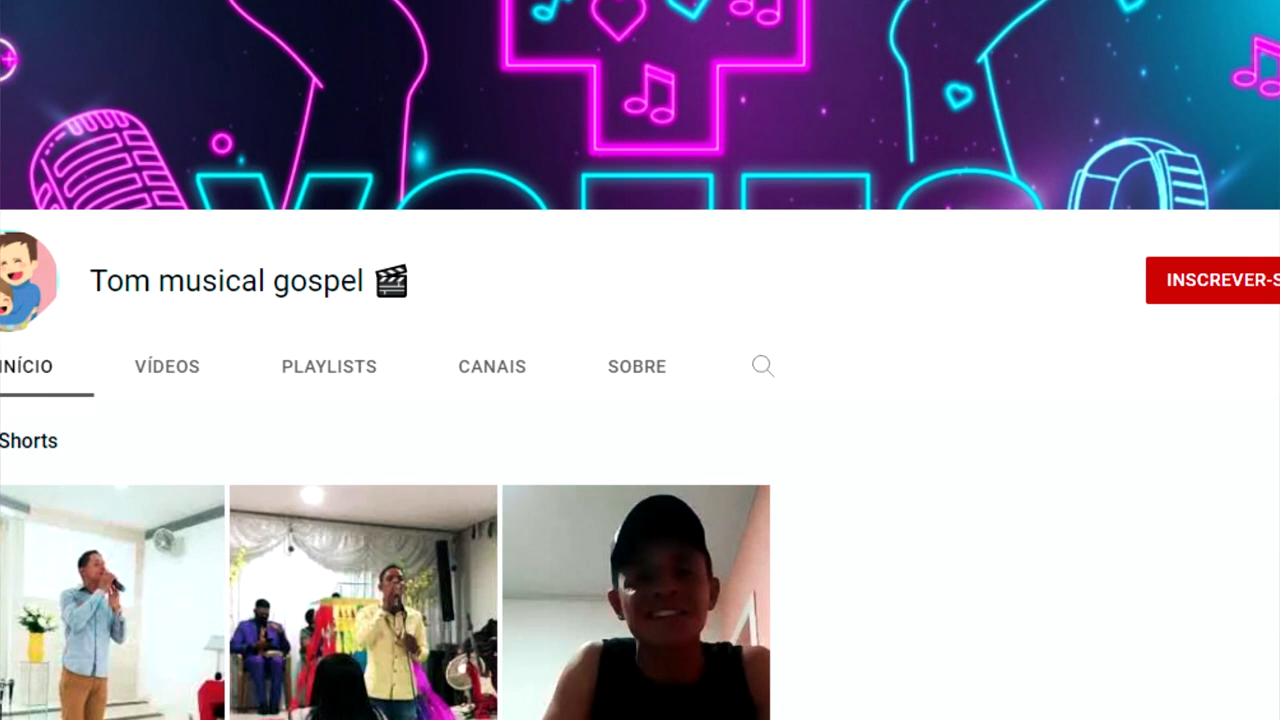 Tom musical gospel 🎬
INSCREVER-S
INÍCIO VÍDEOS PLAYLISTS CANAIS SOBRE
Shorts